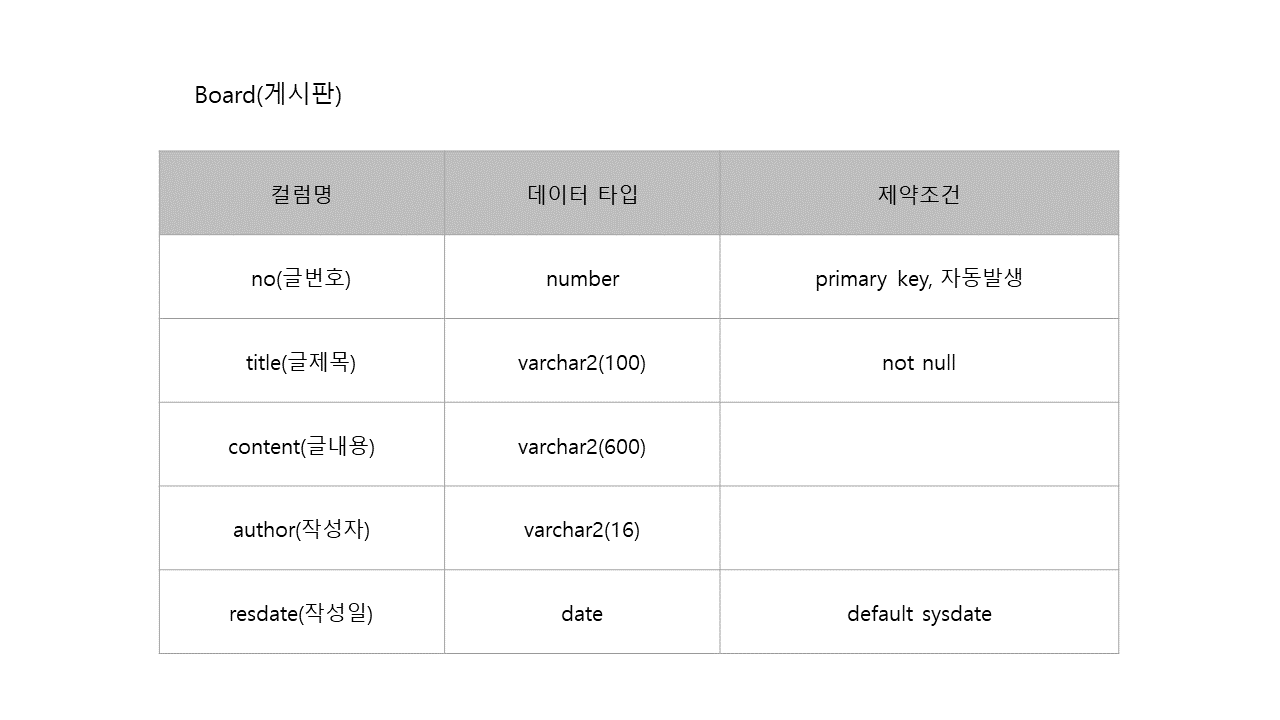 Board(게시판)
컬럼명 데이터 타입 제약조건
no(글번호) number primary key, 자동발생
title(글제목) varchar2(100) not null
content(글내용) varchar2(600)
author(작성자) varchar2(16)
resdate(작성일) date default sysdate